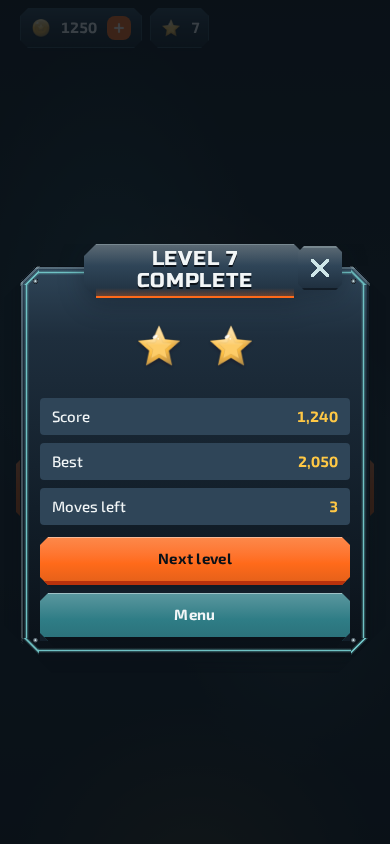 1250
7
LEVEL 7
COMPLETE
Score 1,240
Best 2,050
Moves left 3
Next level
Menu